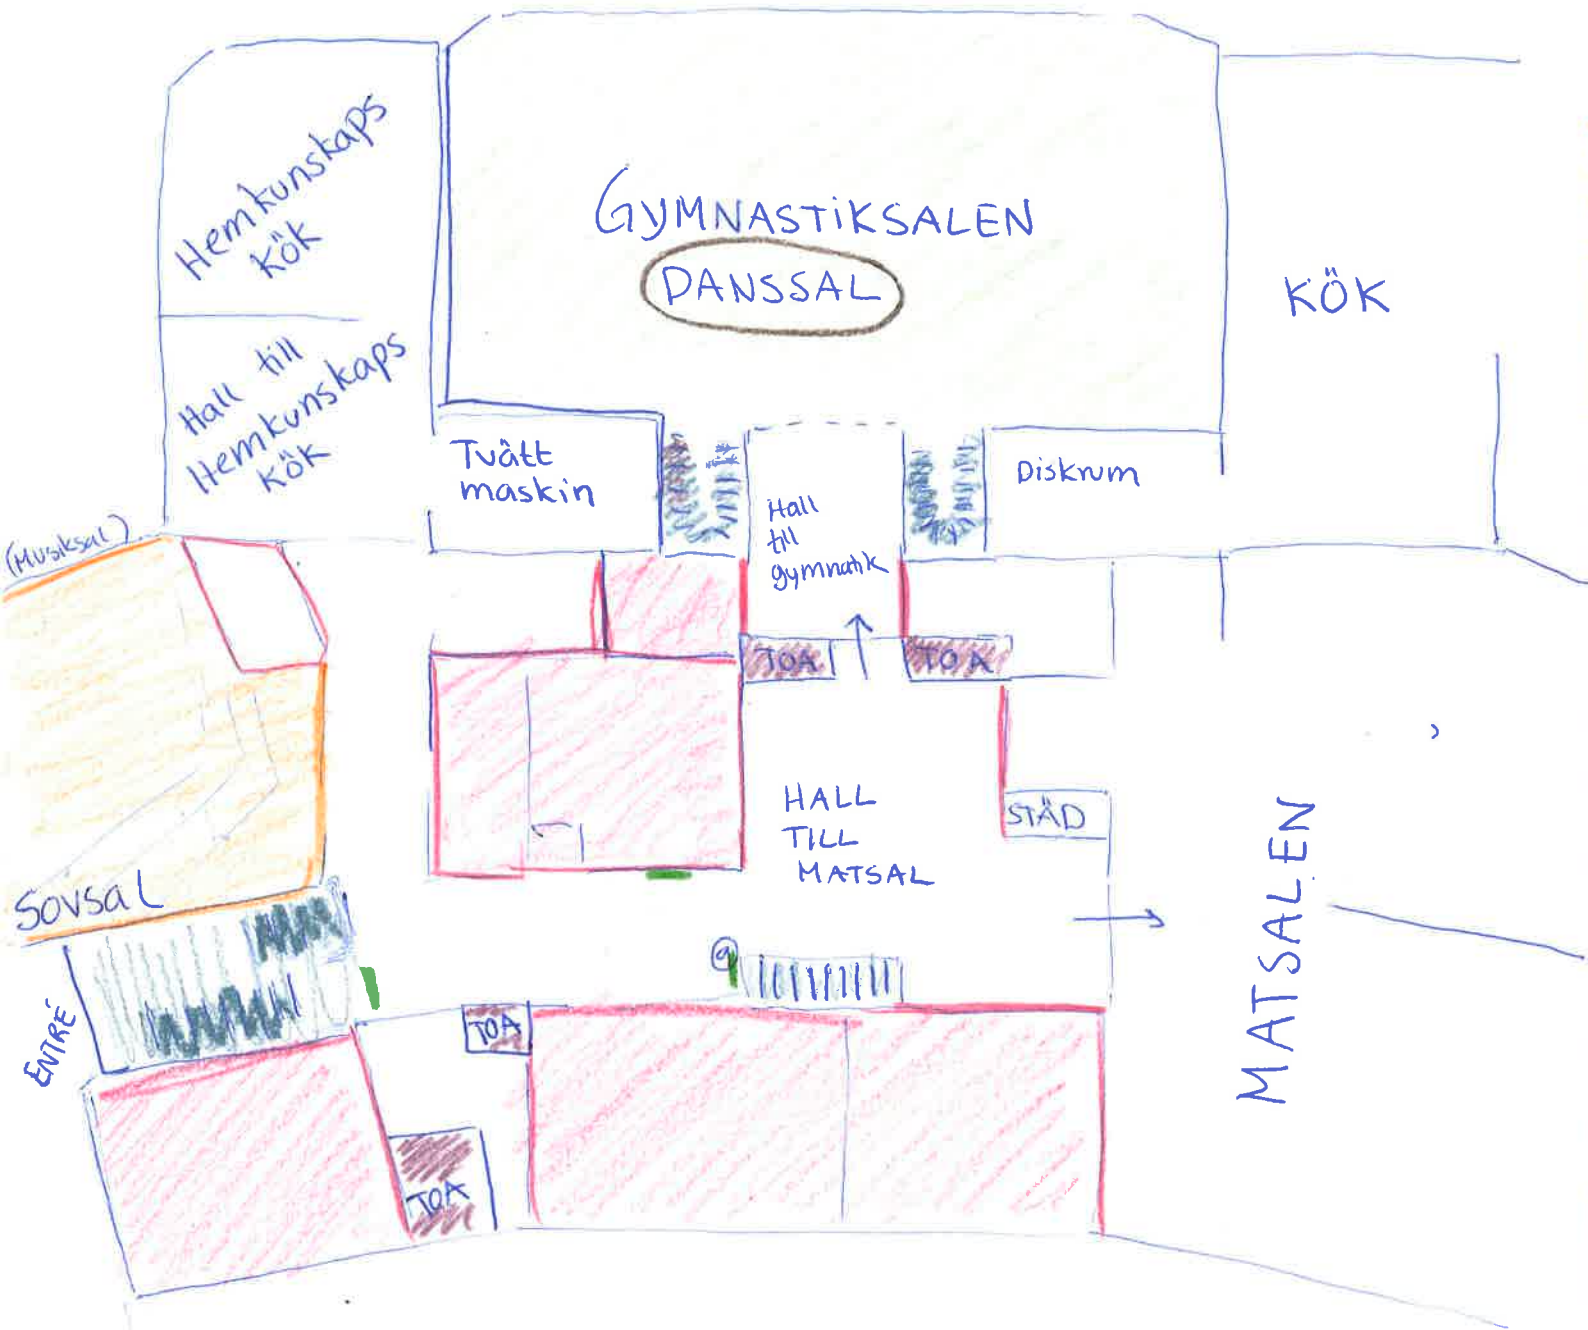 Hemkunskaps
kök
GYMNASTIKSALEN
DANSSAL
KÖK
Hall till
Hemkunskaps
kök
Tvätt
maskin
Hall
till
gymnatik
Diskrum
(Musiksal)
TOA
TOA
HALL
TILL
MATSAL
STÄD
MATSALEN
Sovsal
ENTRÉ
TOA
TOA